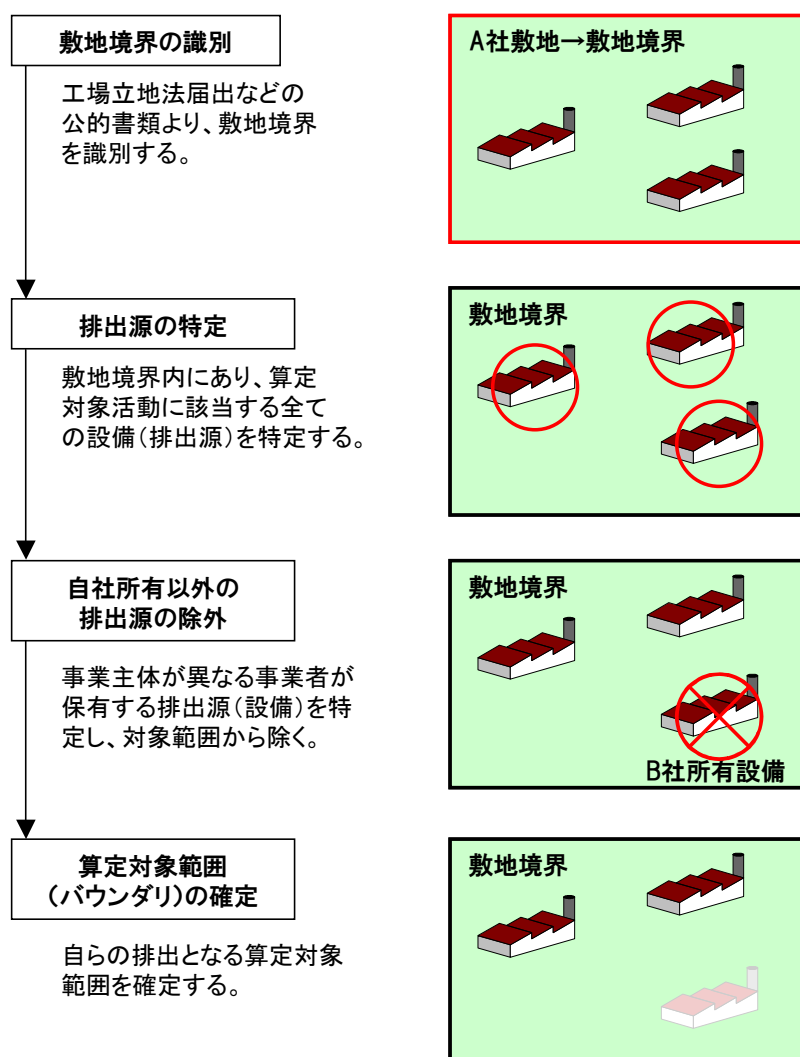 敷地境界の識別
工場立地法届出などの
公的書類より、敷地境界
を識別する。
A社敷地→敷地境界
排出源の特定
敷地境界内にあり、算定
対象活動に該当する全て
の設備（排出源）を特定する。
敷地境界
自社所有以外の
排出源の除外
事業主体が異なる事業者が
保有する排出源（設備）を特
定し、対象範囲から除く。
敷地境界
B社所有設備
算定対象範囲
（バウンダリ）の確定
自らの排出となる算定対象
範囲を確定する。
敷地境界